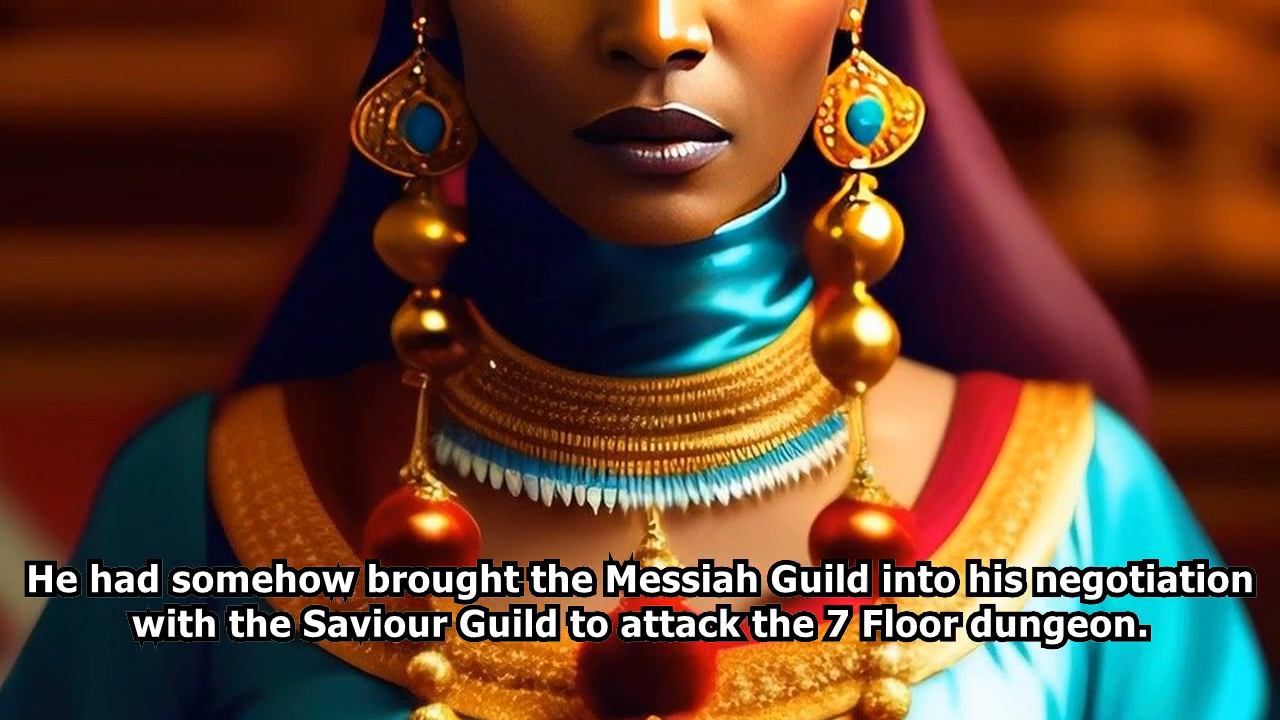 He had somehow brought the Messiah Guild into his negotiation
with the Saviour Guild to attack the 7 Floor dungeon.